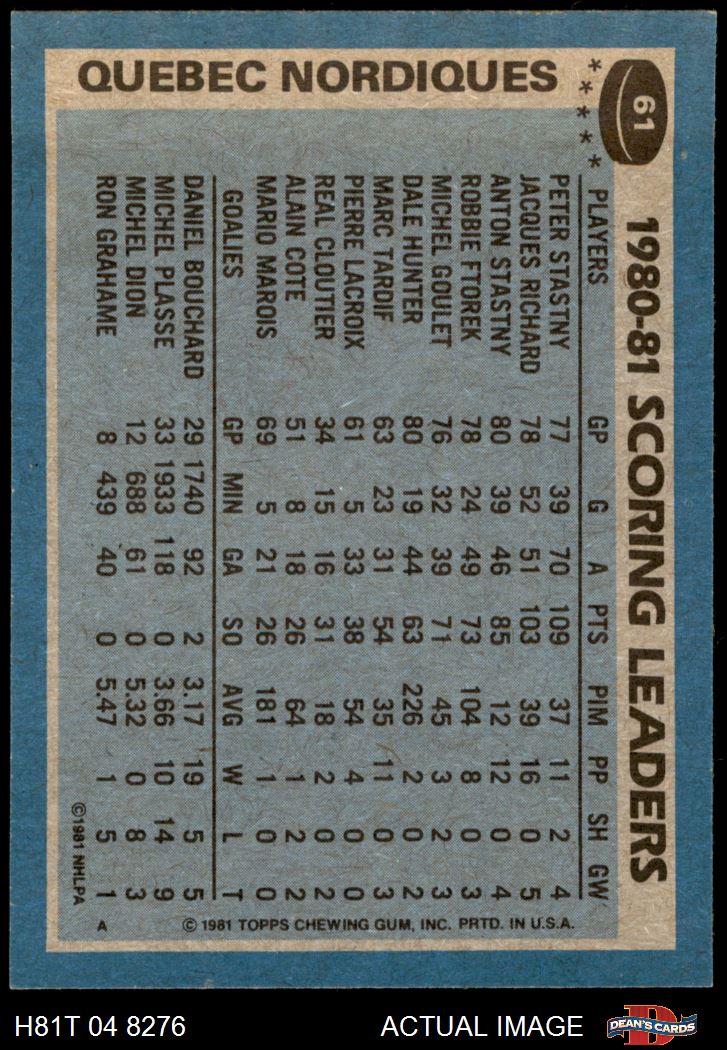 QUEBEC NORDIQUES
61
1980-81 SCORING LEADERS
PLAYERS GP G A PTS PIM PP SH GW
PETER STASTNY 77 39 70 109 37 11 2 4
JACQUES RICHARD 78 52 51 103 39 16 0 5
ANTON STASTNY 80 39 46 85 12 12 0 4
ROBBIE FTOREK 78 24 49 73 104 8 0 3
MICHEL GOULET 76 32 39 71 45 3 2 3
DALE HUNTER 80 19 44 63 226 2 0 2
MARC TARDIF 63 23 31 54 35 11 0 3
PIERRE LACROIX 61 5 33 38 54 4 0 0
REAL CLOUTIER 34 15 16 31 18 2 0 2
ALAIN COTE 51 8 18 26 64 1 2 2
MARIO MAROIS 69 5 21 26 181 1 0 0
GOALIES GP MIN GA SO AVG W L T
DANIEL BOUCHARD 29 1740 92 2 3.17 19 5 5
MICHEL PLASSE 33 1933 118 0 3.66 10 14 9
MICHEL DION 12 688 61 0 5.32 0 8 3
RON GRAHAME 8 439 40 0 5.47 1 5 1
©1981 NHLPA
© 1981 TOPPS CHEWING GUM, INC. PRTD. IN U.S.A.
A
H81T 04 8276
ACTUAL IMAGE
D
DEAN'S CARDS